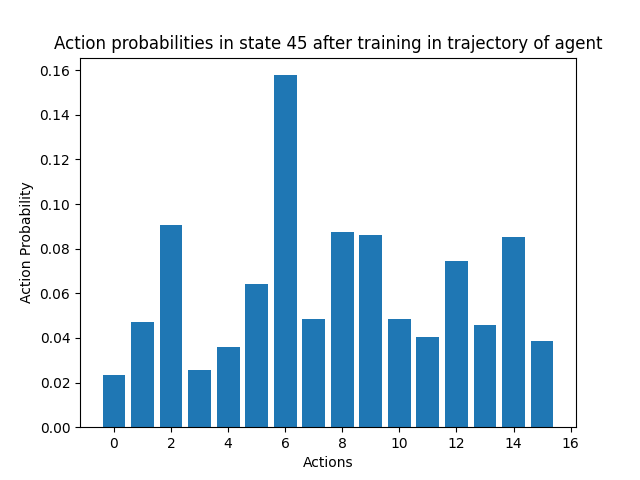 Action probabilities in state 45 after training in trajectory of agent
0.16
0.14
0.12
0.10
0.08
0.06
0.04
0.02
0.00
Action Probability
0 2 4 6 8 10 12 14 16
Actions